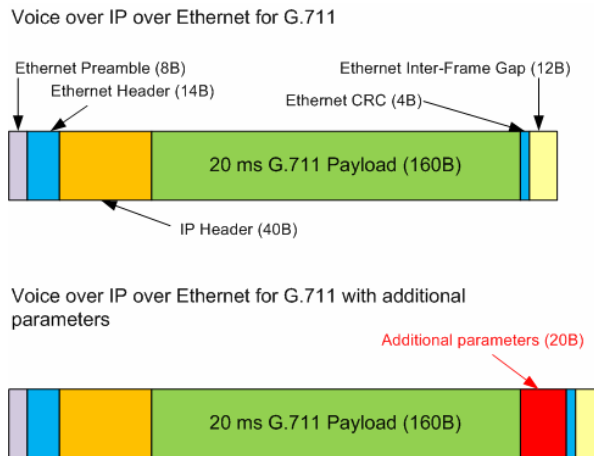 Voice over IP over Ethernet for G.711
Ethernet Preamble (8B)
Ethernet Inter-Frame Gap (12B)
Ethernet Header (14B)
Ethernet CRC (4B)
20 ms G.711 Payload (160B)
IP Header (40B)
Voice over IP over Ethernet for G.711 with additional
parameters
Additional parameters (20B)
20 ms G.711 Payload (160B)